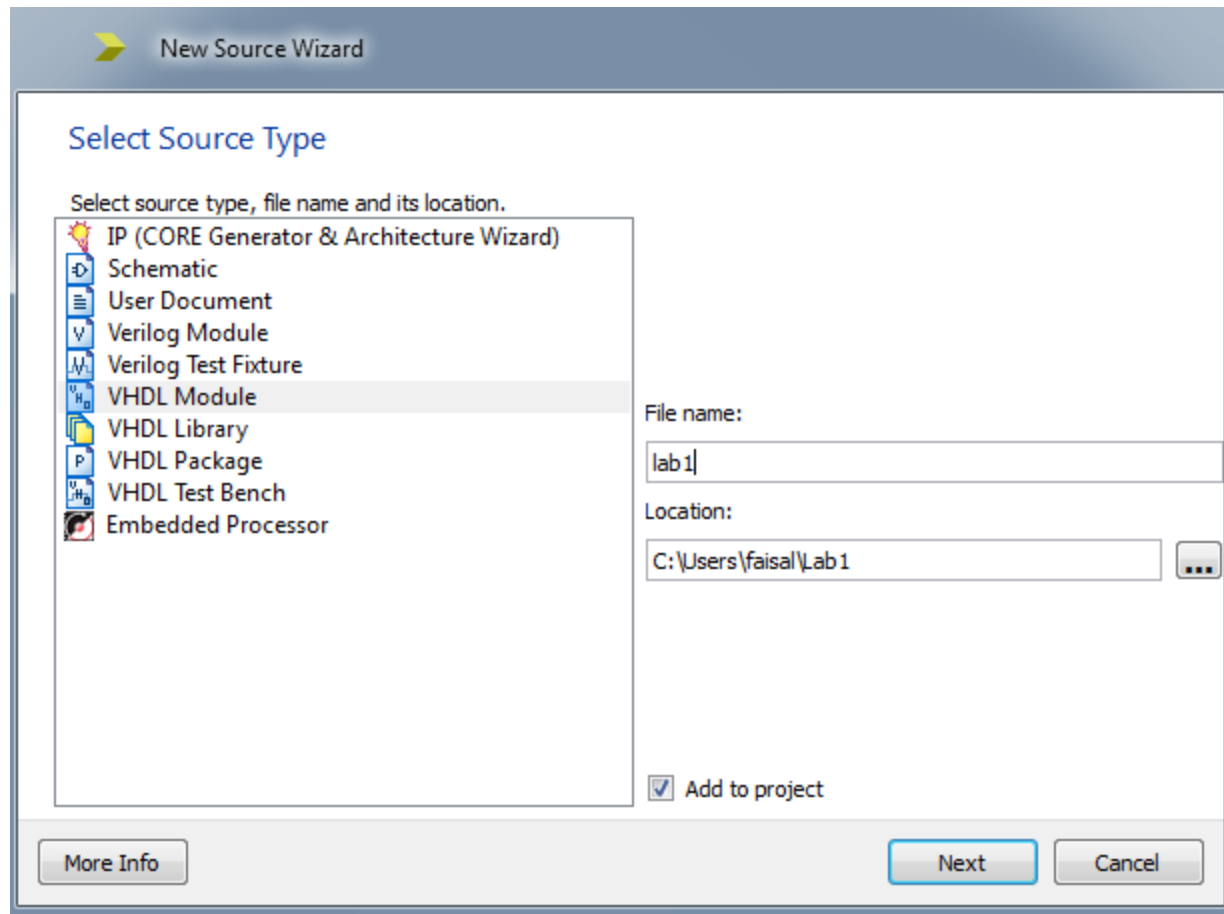 New Source Wizard
Select Source Type
Select source type, file name and its location.
IP (CORE Generator & Architecture Wizard)
Schematic
User Document
Verilog Module
Verilog Test Fixture
VHDL Module
VHDL Library
VHDL Package
VHDL Test Bench
Embedded Processor
File name:
lab1
Location:
C:\Users\faisal\Lab1
...
Add to project
More Info
Next
Cancel